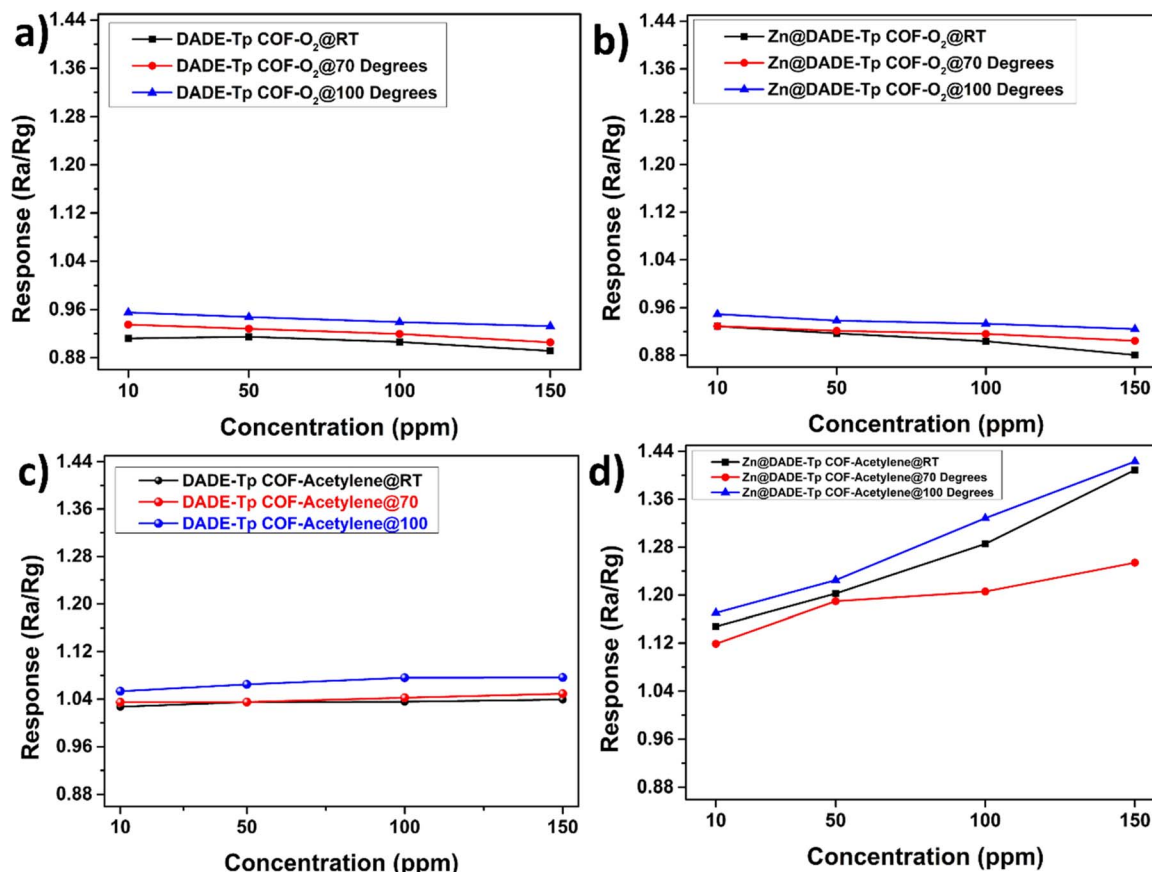 a)
DADE-Tp COF-O₂@RT
DADE-Tp COF-O₂@70 Degrees
DADE-Tp COF-O₂@100 Degrees
1.44
1.36
1.28
1.20
1.12
1.04
0.96
0.88
Response (Ra/Rg)
10 50 100 150
Concentration (ppm)
b)
Zn@DADE-Tp COF-O₂@RT
Zn@DADE-Tp COF-O₂@70 Degrees
Zn@DADE-Tp COF-O₂@100 Degrees
1.44
1.36
1.28
1.20
1.12
1.04
0.96
0.88
Response (Ra/Rg)
10 50 100 150
Concentration (ppm)
c)
DADE-Tp COF-Acetylene@RT
DADE-Tp COF-Acetylene@70
DADE-Tp COF-Acetylene@100
1.44
1.36
1.28
1.20
1.12
1.04
0.96
0.88
Response (Ra/Rg)
10 50 100 150
Concentration (ppm)
d)
Zn@DADE-Tp COF-Acetylene@RT
Zn@DADE-Tp COF-Acetylene@70 Degrees
Zn@DADE-Tp COF-Acetylene@100 Degrees
1.44
1.36
1.28
1.20
1.12
1.04
0.96
0.88
Response (Ra/Rg)
10 50 100 150
Concentration (ppm)